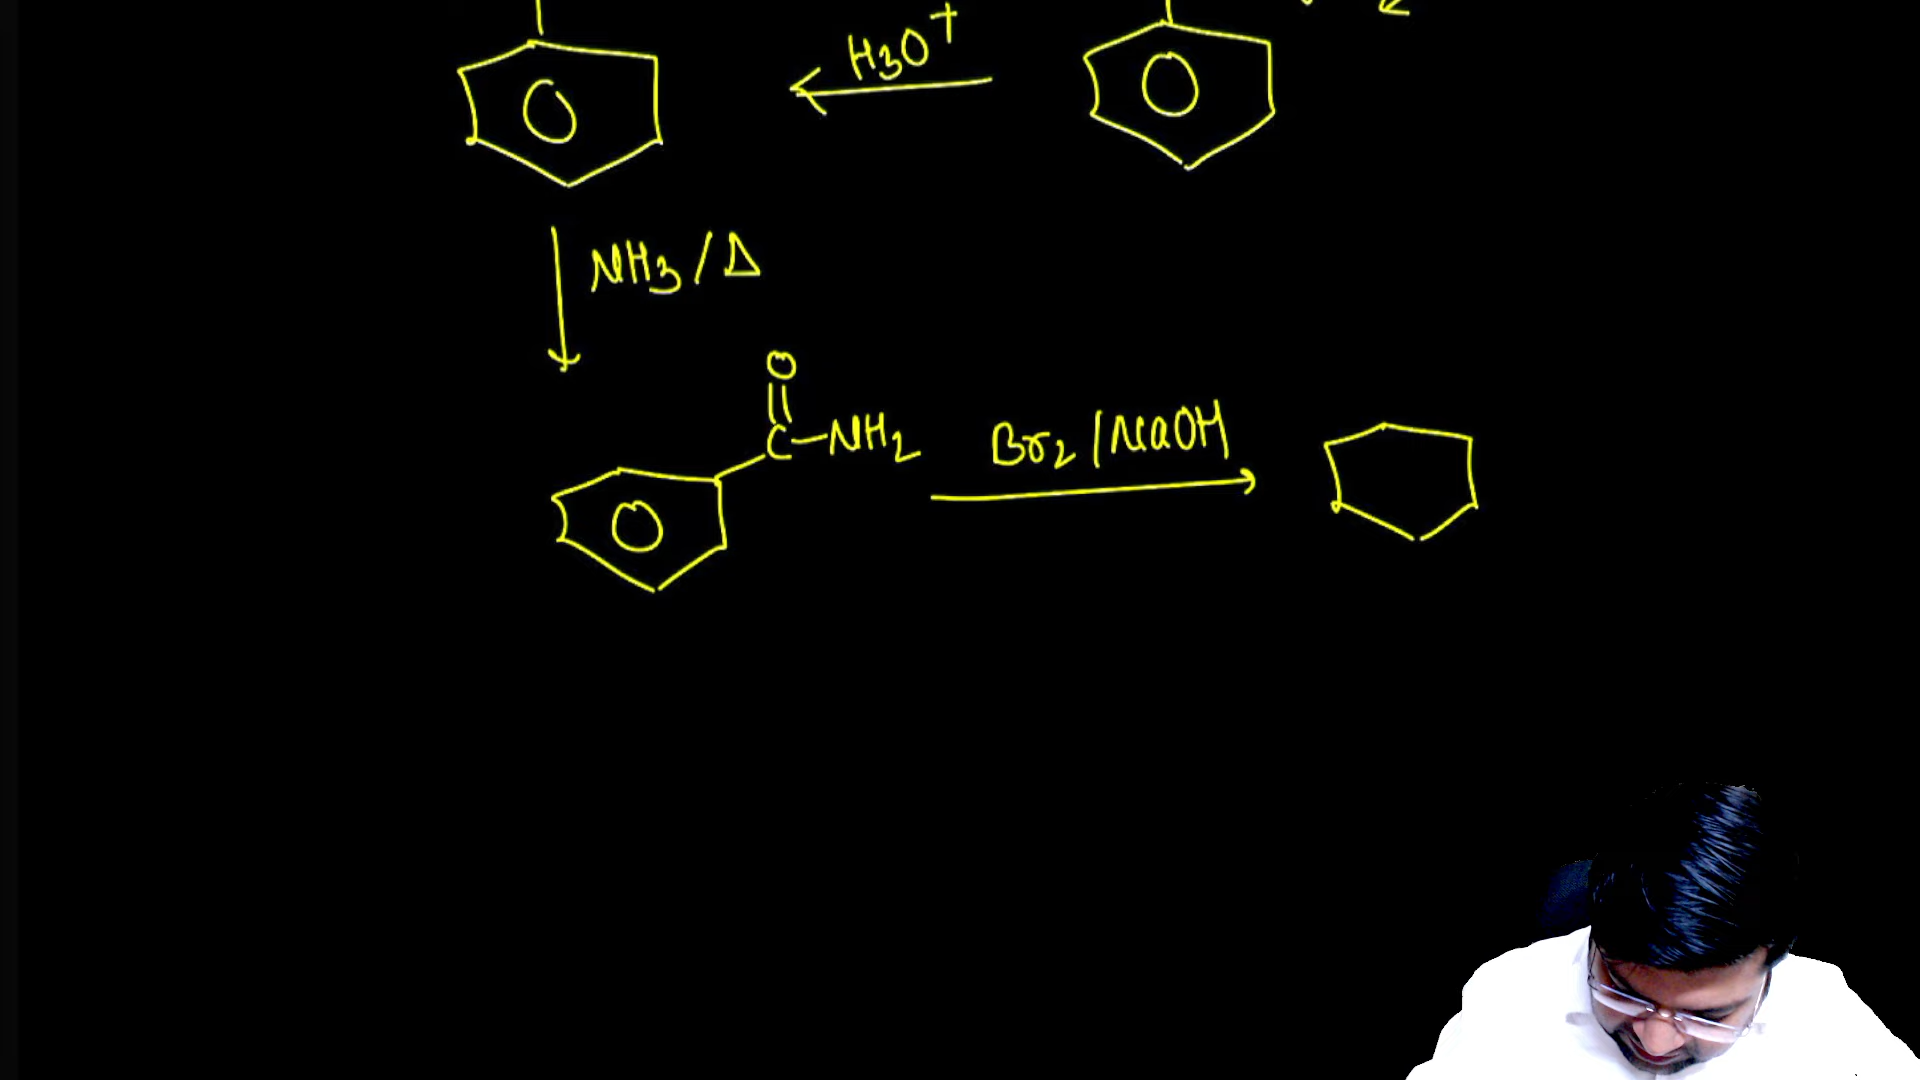 H3O+
NH3/Δ
O
C-NH2
Br2/NaOH